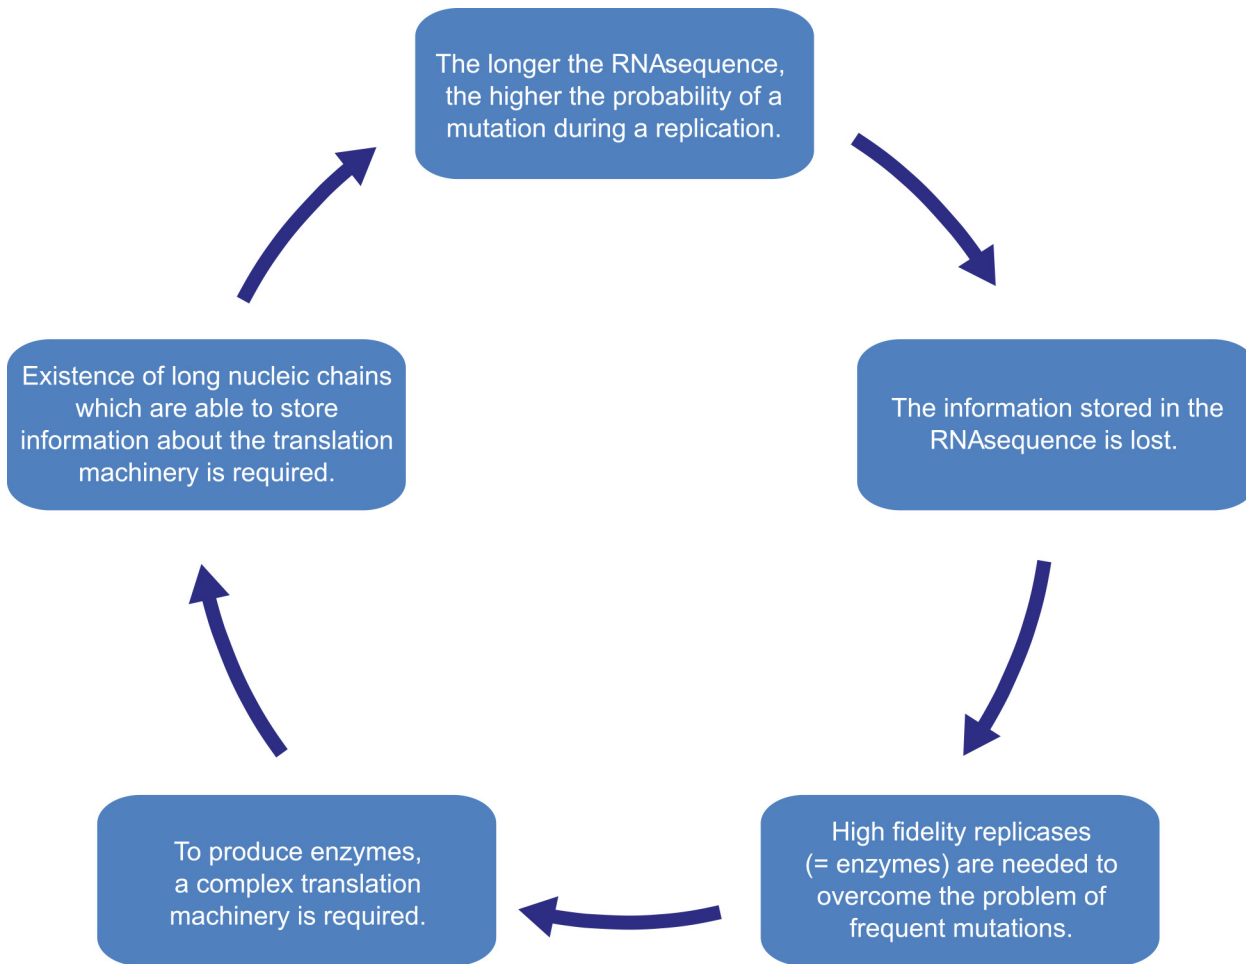 The longer the RNAsequence,
the higher the probability of a
mutation during a replication.
The information stored in the
RNAsequence is lost.
High fidelity replicases
(= enzymes) are needed to
overcome the problem of
frequent mutations.
To produce enzymes,
a complex translation
machinery is required.
Existence of long nucleic chains
which are able to store
information about the translation
machinery is required.